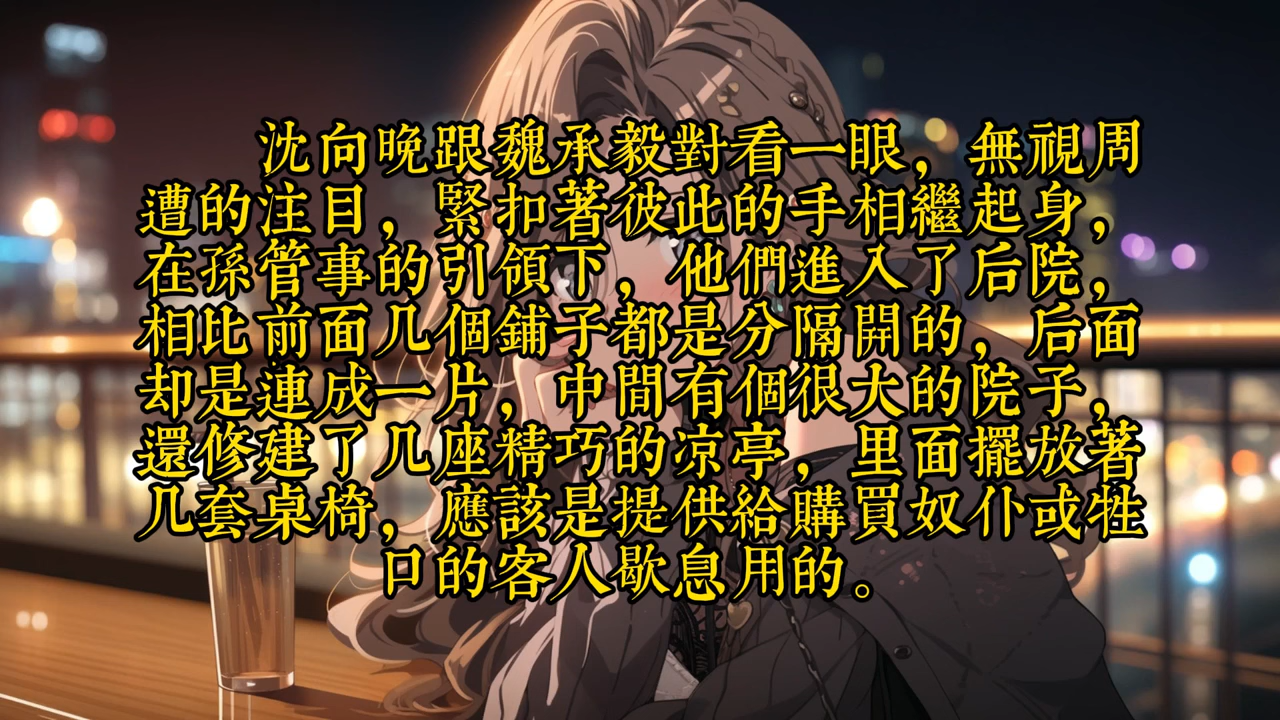 沈向晚跟魏承毅對看一眼，無視周
遭的注目，緊扣著彼此的手相繼起身，
在孫管事的引領下，他們進入了后院，
相比前面几個鋪子都是分隔開的，后面
却是連成一片，中間有個很大的院子，
還修建了几座精巧的凉亭，里面擺放著
几套桌椅，應該是提供給購買奴仆或牲
口的客人歇息用的。